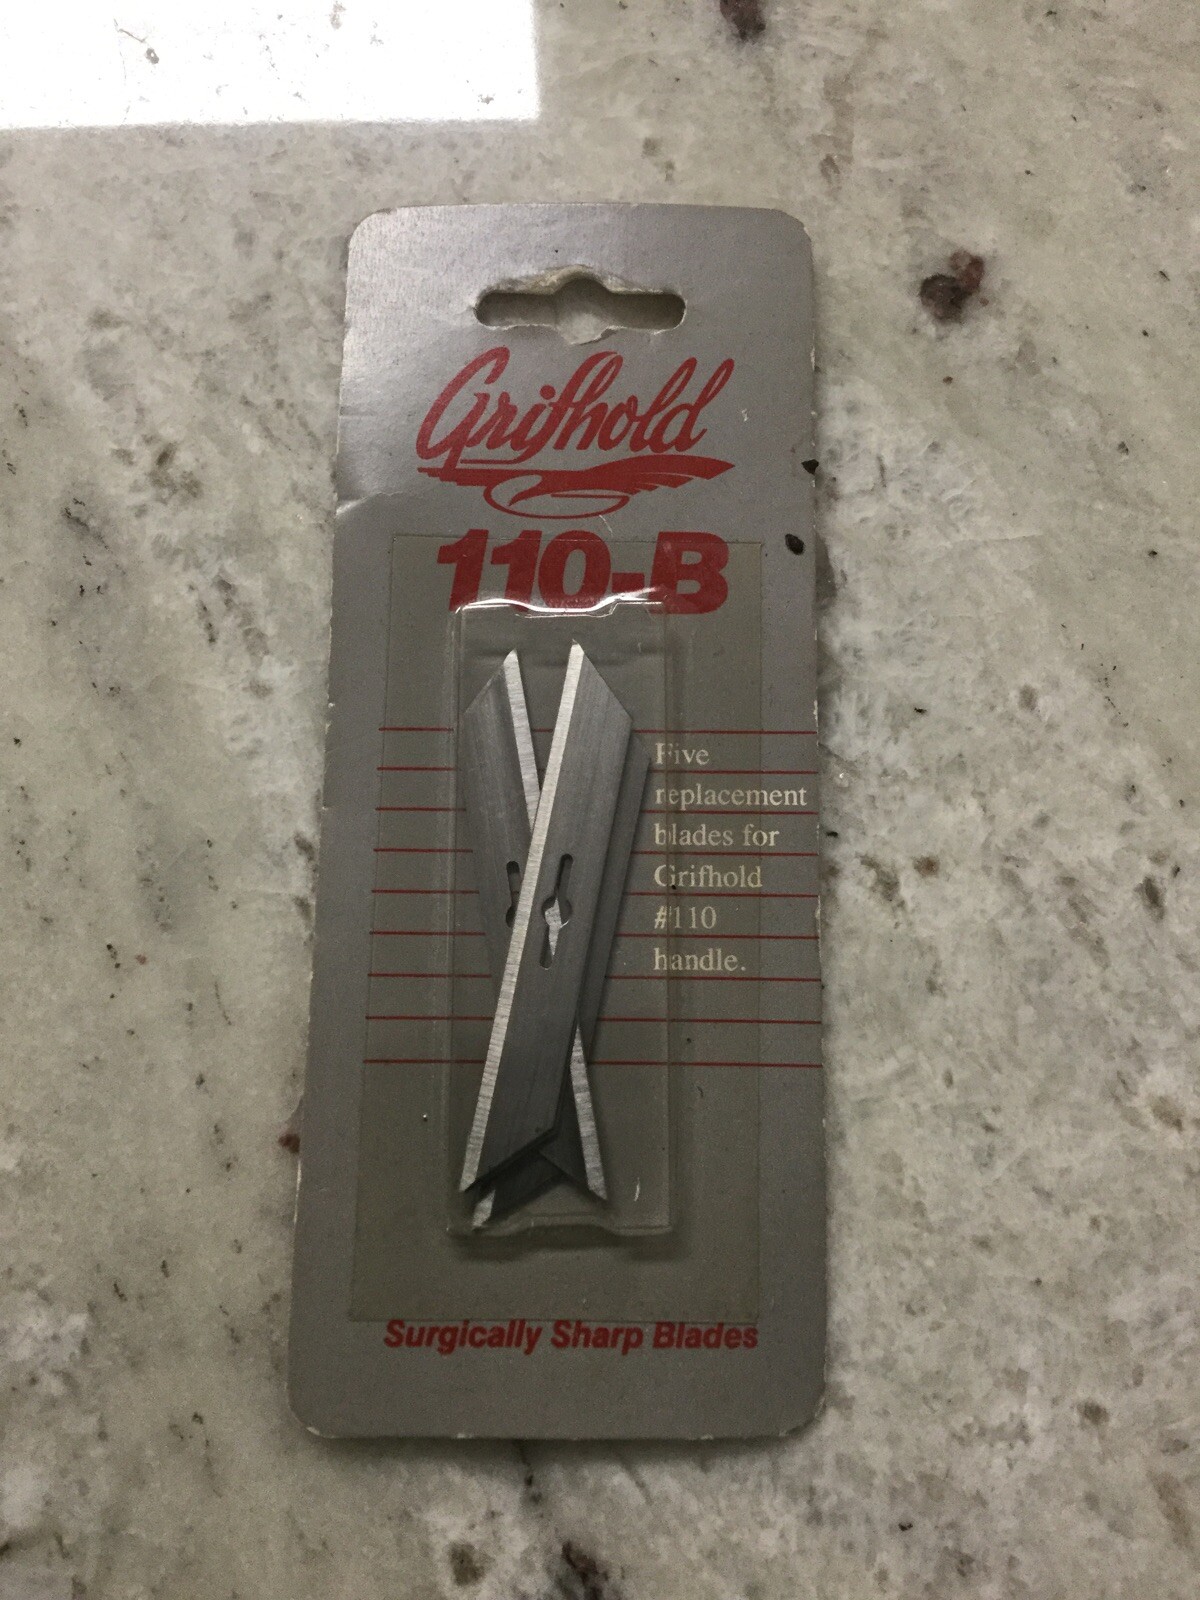 Grifhold
110-B
Five
replacement
blades for
Grifhold
#110
handle.
Surgically Sharp Blades